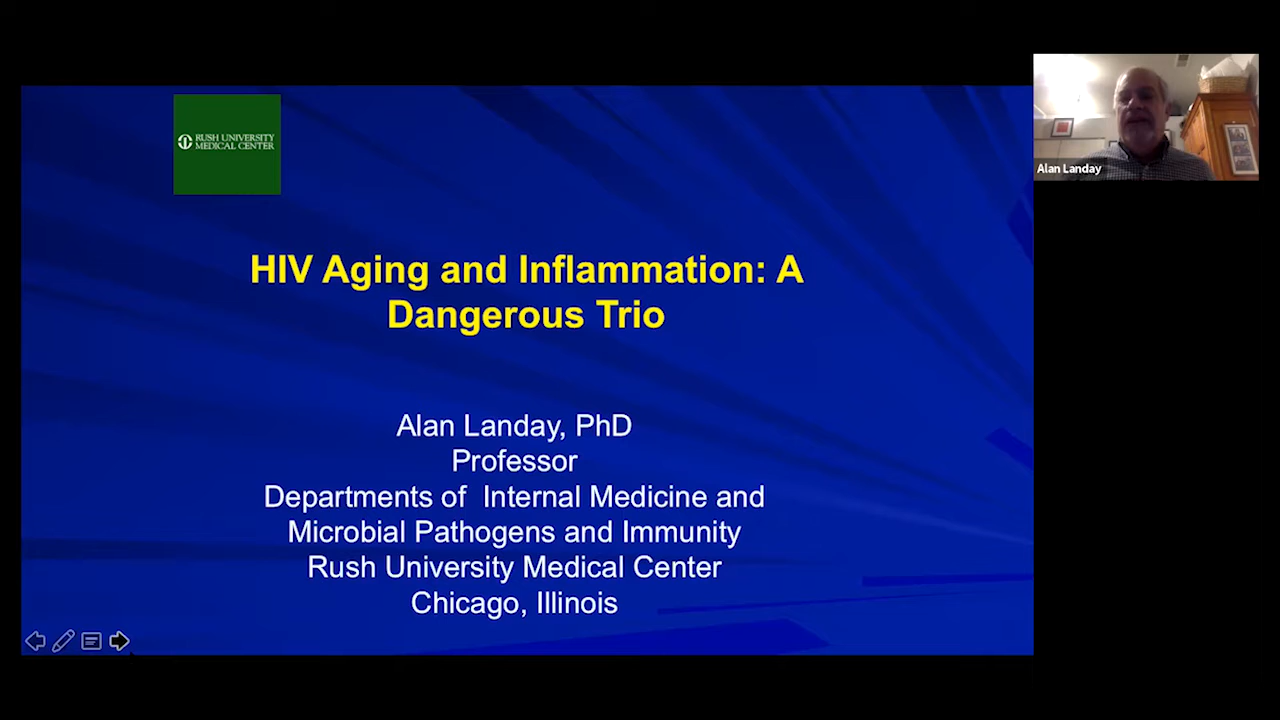 RUSH UNIVERSITY
MEDICAL CENTER
HIV Aging and Inflammation: A
Dangerous Trio
Alan Landay, PhD
Professor
Departments of Internal Medicine and
Microbial Pathogens and Immunity
Rush University Medical Center
Chicago, Illinois
Alan Landay